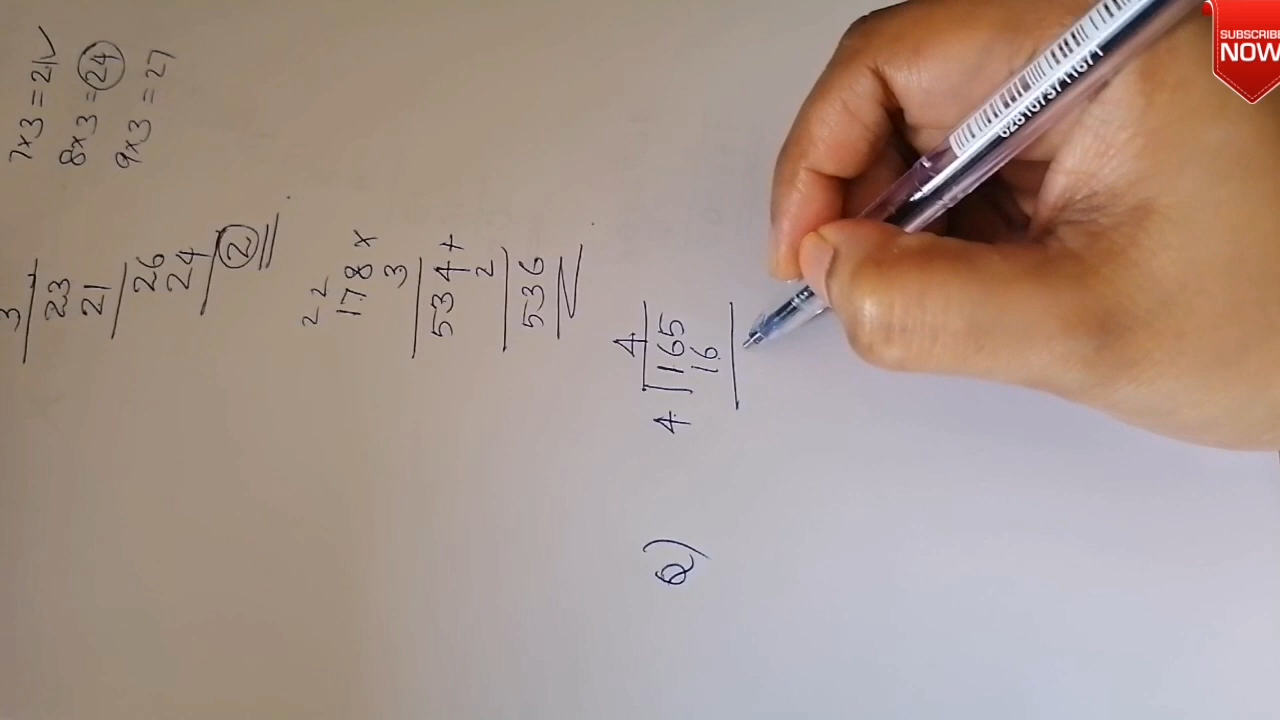 7×3 = 21✓
8×3 = 24
9×3 = 27
3
23
21
26
24
2
2 2
178 ×
3
534 +
2
536
Q)
4
4 165
16
SUBSCRIBE
NOW
6281073711671